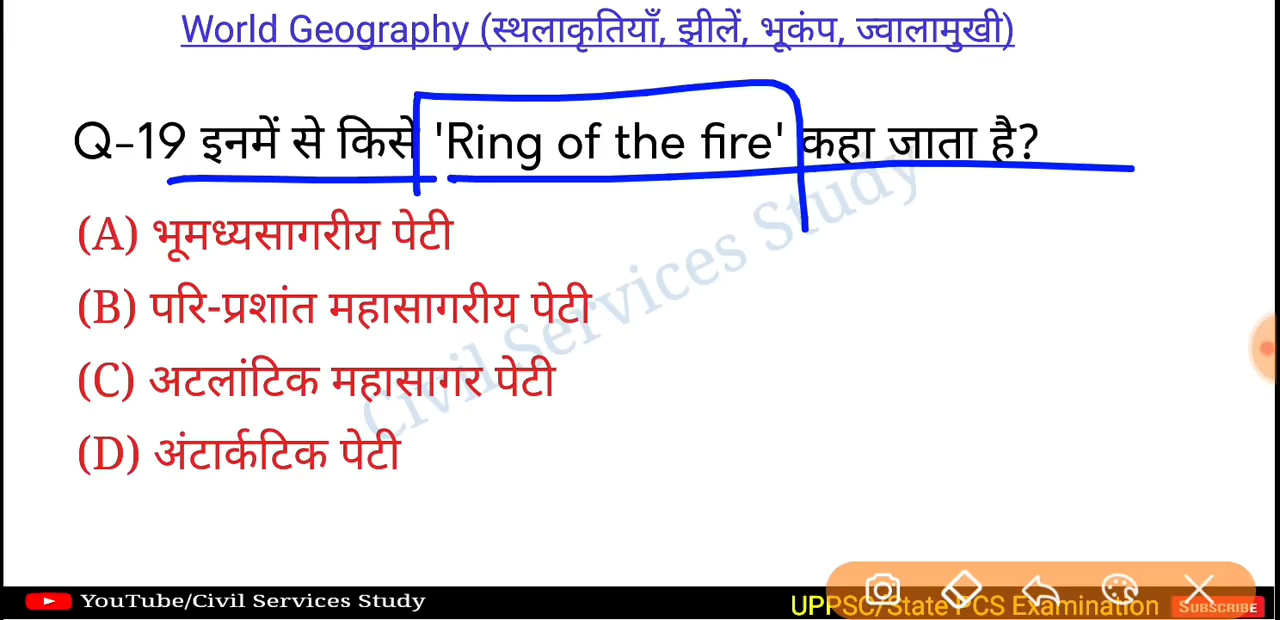 World Geography (स्थलाकृतियाँ, झीलें, भूकंप, ज्वालामुखी)
Q-19 इनमें से किसे 'Ring of the fire' कहा जाता है?
(A) भूमध्यसागरीय पेटी
(B) परि-प्रशांत महासागरीय पेटी
(C) अटलांटिक महासागर पेटी
(D) अंटार्कटिक पेटी
Civil Services Study
YouTube/Civil Services Study
UPPSC/State PCS Examination SUBSCRIBE